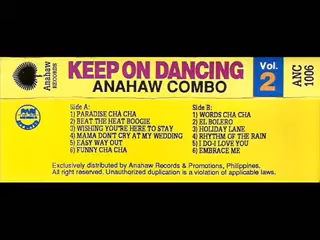 Anahaw
RECORDS
KEEP ON DANCING
ANAHAW COMBO
Vol.
2
ANC
1006
Side A:
1) PARADISE CHA CHA
2) BEAT THE HEAT BOOGIE
3) WISHING YOU'RE HERE TO STAY
4) MAMA DON'T CRY AT MY WEDDING
5) EASY WAY OUT
6) FUNNY CHA CHA
Side B:
1) WORDS CHA CHA
2) EL BOLERO
3) HOLIDAY LANE
4) RHYTHM OF THE RAIN
5) I DO-I LOVE YOU
6) EMBRACE ME
Exclusively distributed by Anahaw Records & Promotions, Philippines.
All right reserved. Unauthorized duplication is a violation of applicable laws.